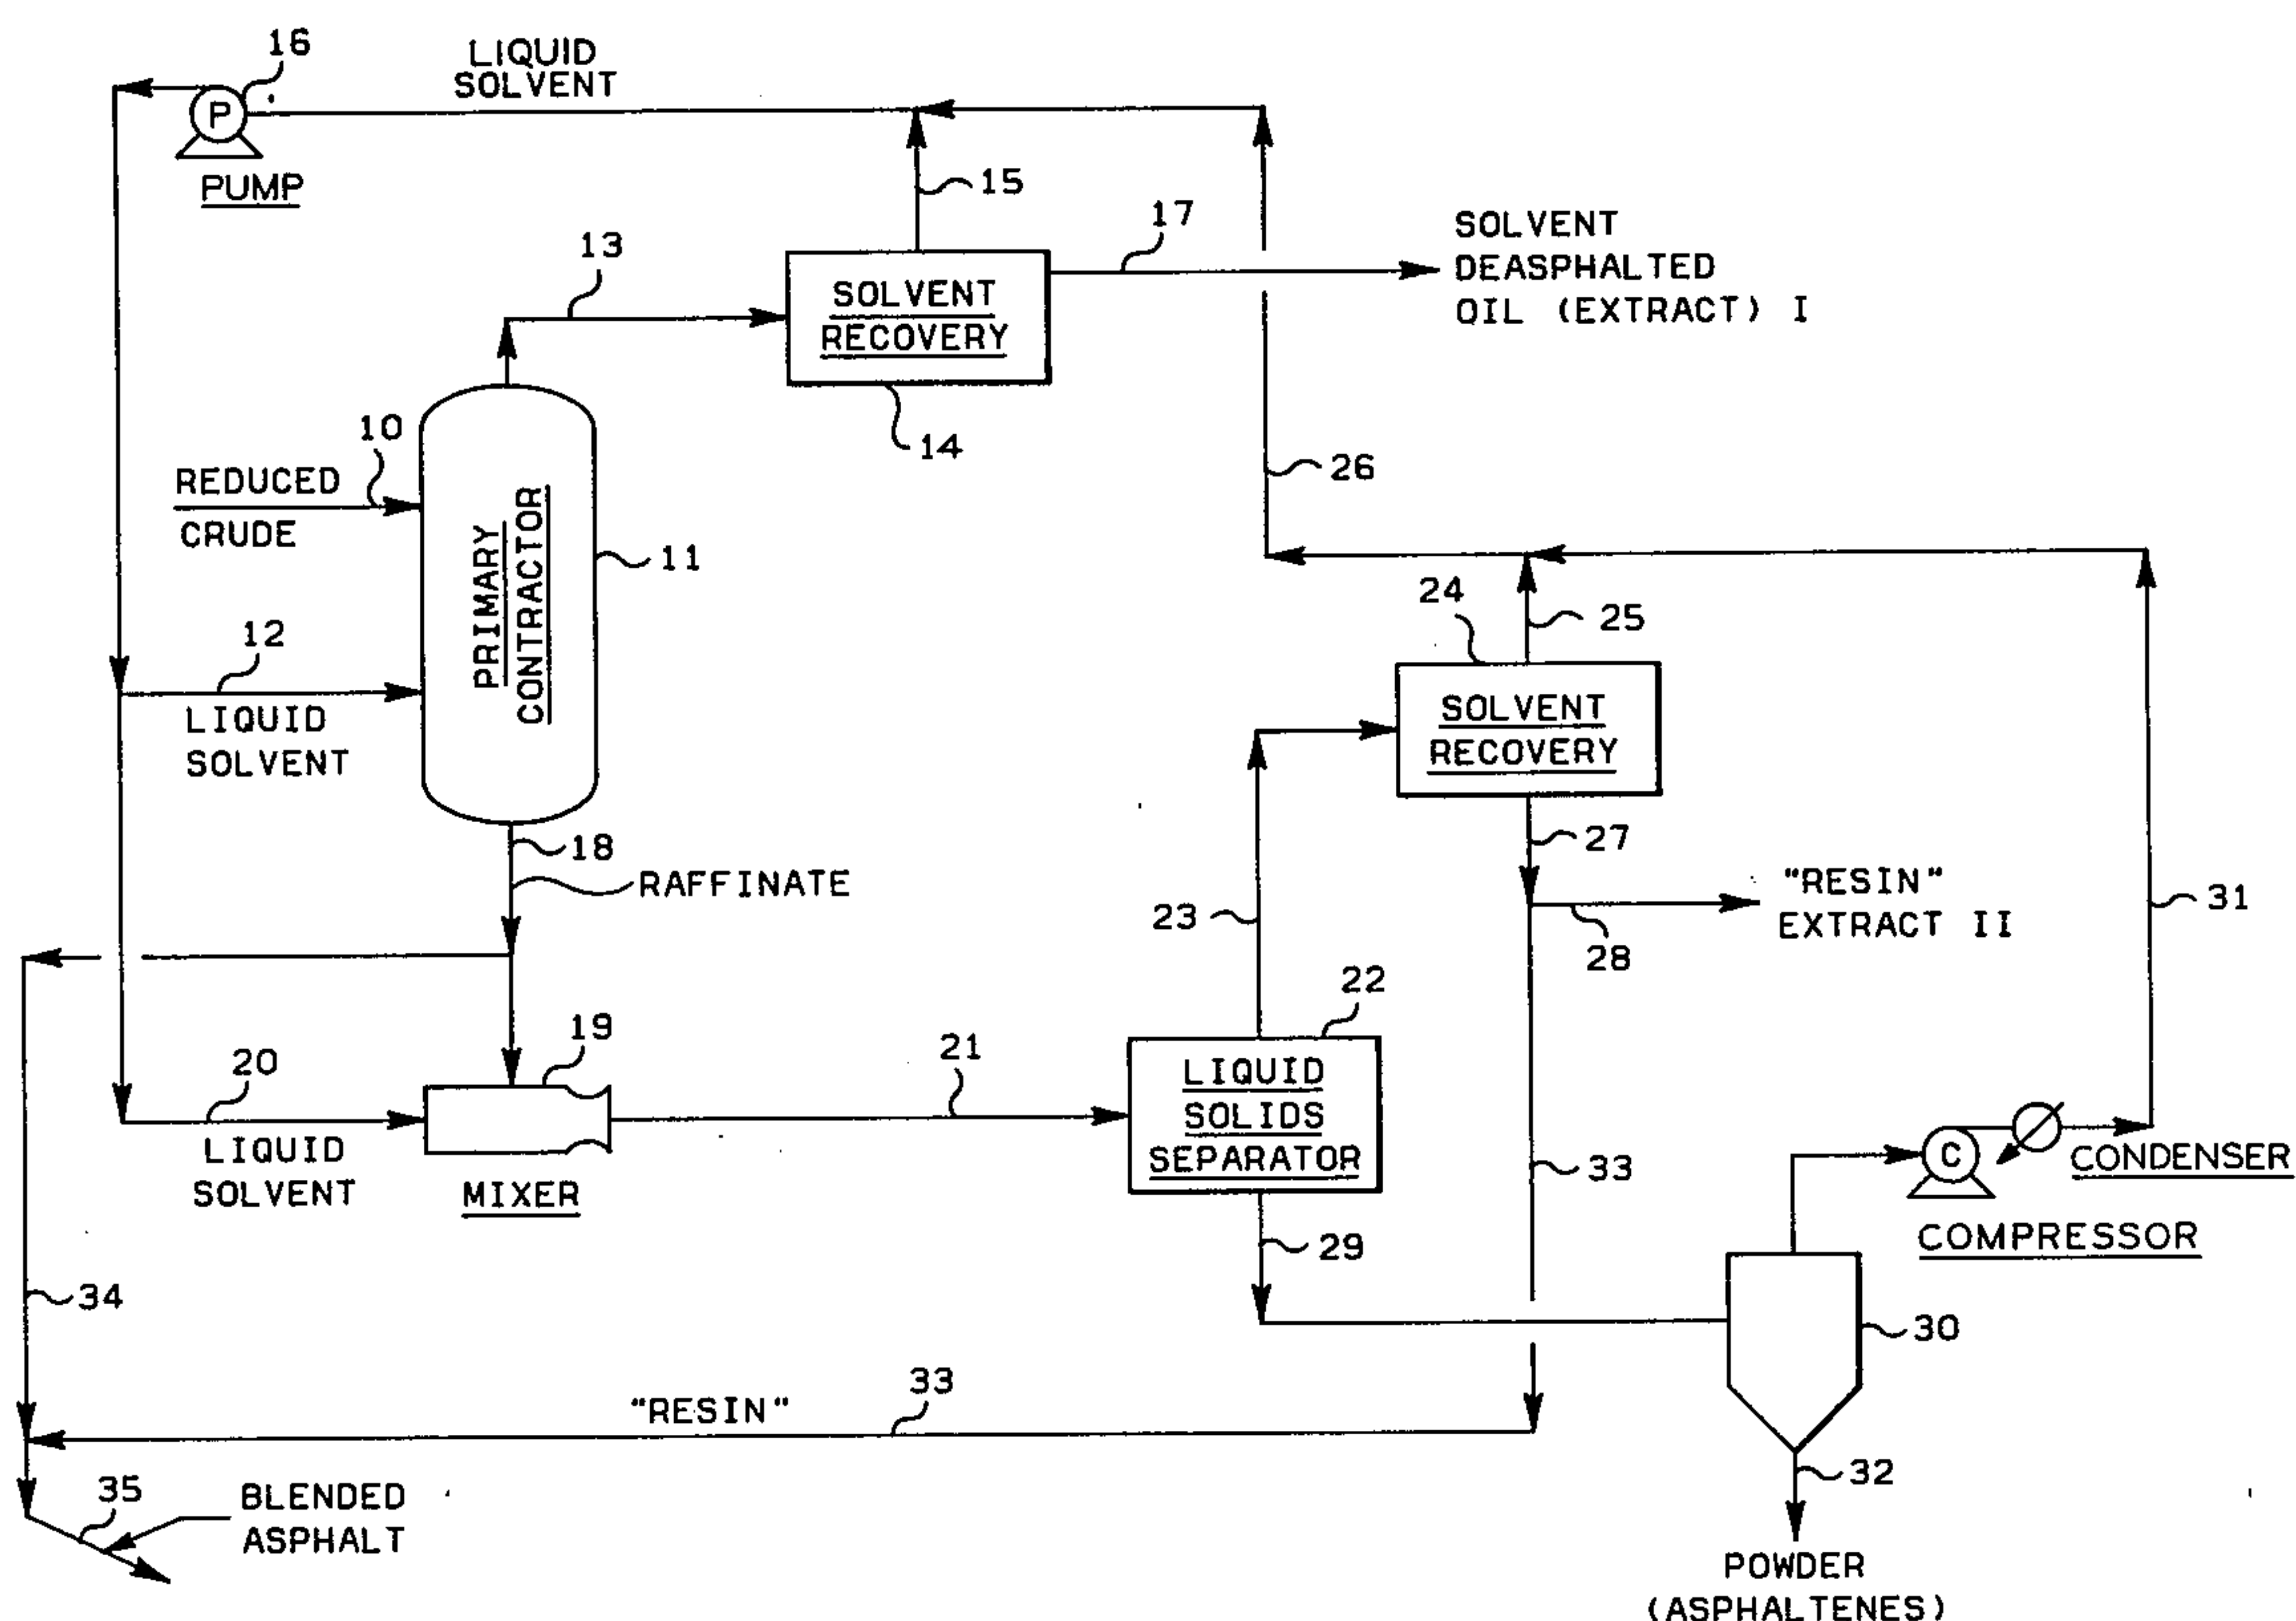 16
LIQUID
SOLVENT
P
PUMP
15
17
SOLVENT
DEASPHALTED
OIL (EXTRACT) I
13
SOLVENT
RECOVERY
14
10
REDUCED
CRUDE
26
PRIMARY
CONTRACTOR
11
24
25
12
LIQUID
SOLVENT
SOLVENT
RECOVERY
18
27
RAFFINATE
"RESIN"
EXTRACT II
31
23
28
22
19
20
21
LIQUID
SOLIDS
SEPARATOR
LIQUID
SOLVENT
MIXER
33
C
CONDENSER
COMPRESSOR
29
34
30
"RESIN"
33
32
35
BLENDED
ASPHALT
POWDER
(ASPHALTENES)